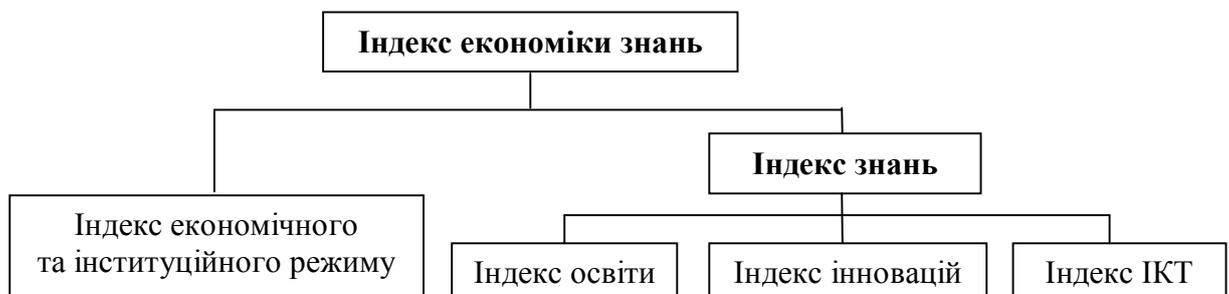 Індекс економіки знань
Індекс знань
Індекс економічного
та інституційного режиму
Індекс освіти
Індекс інновацій
Індекс ІКТ